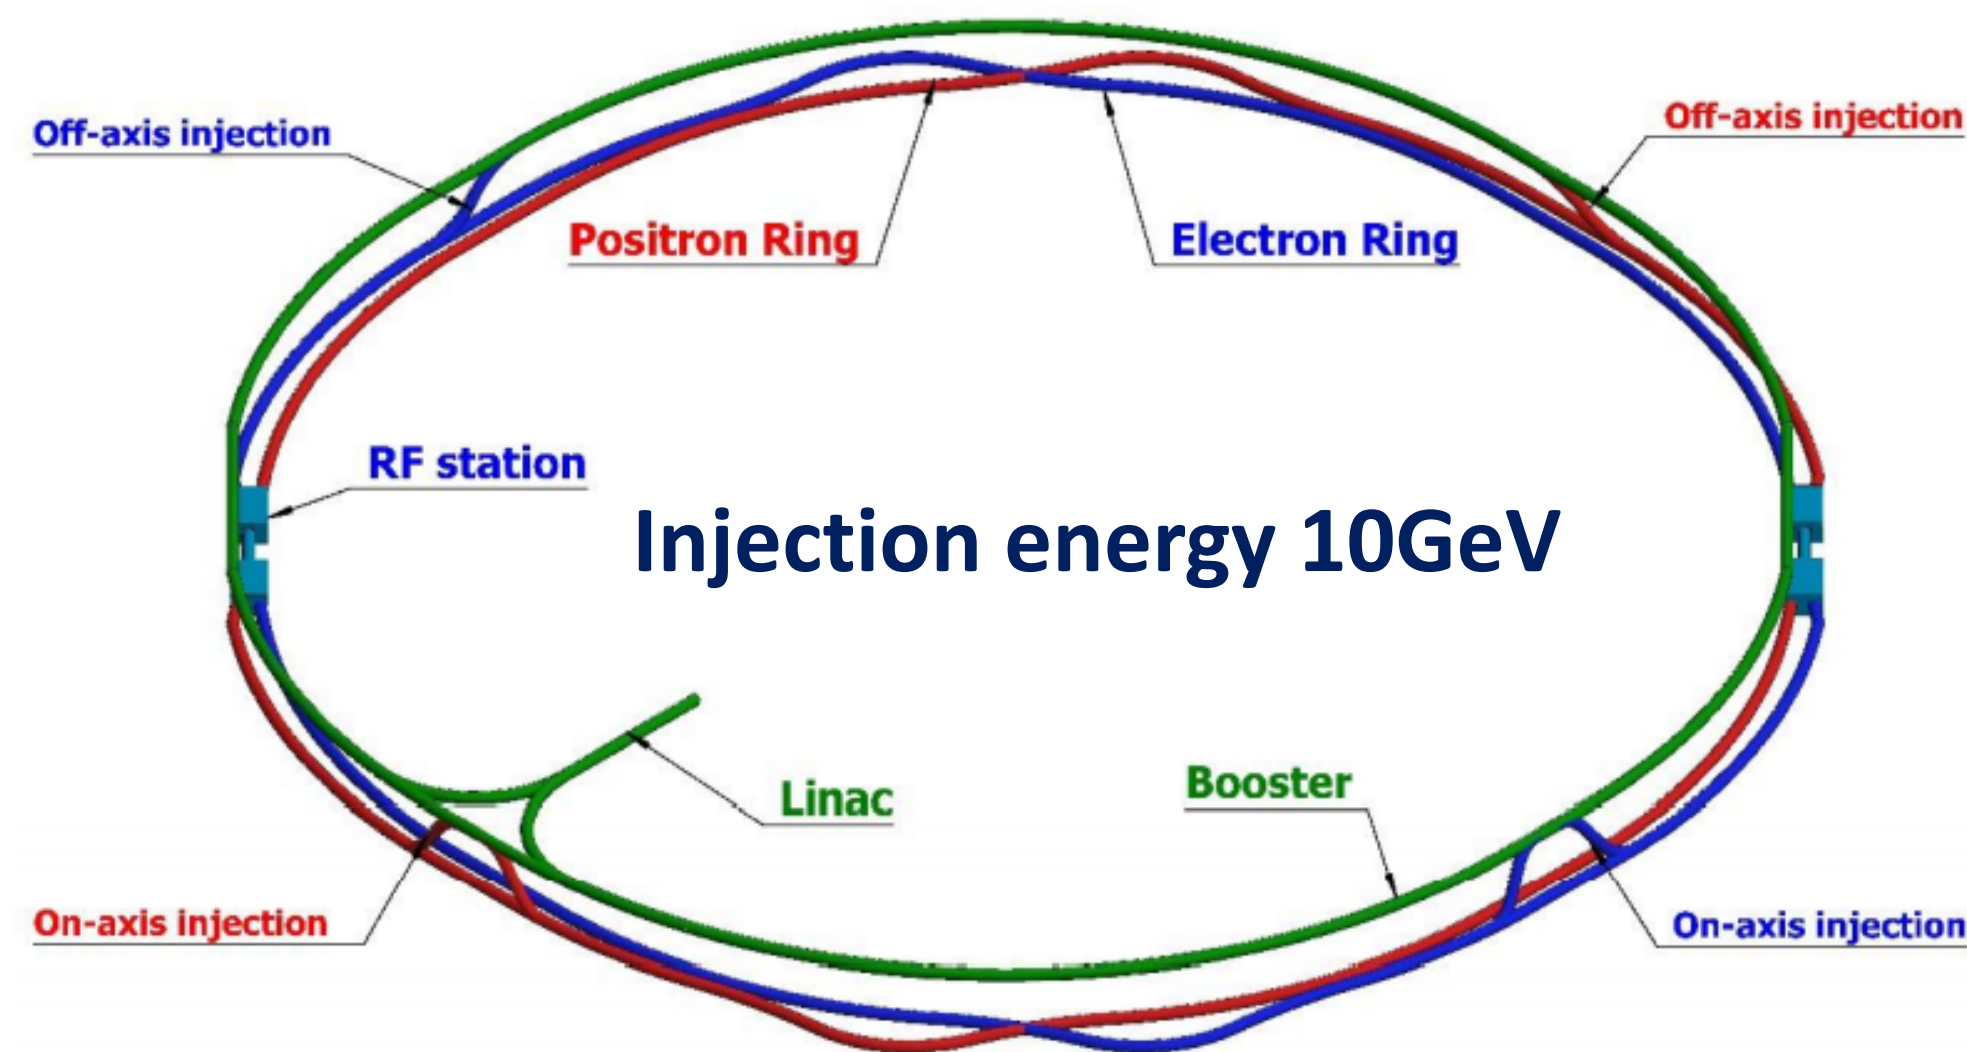 Off-axis injection
Off-axis injection
Positron Ring
Electron Ring
RF station
Injection energy 10GeV
Linac
Booster
On-axis injection
On-axis injection